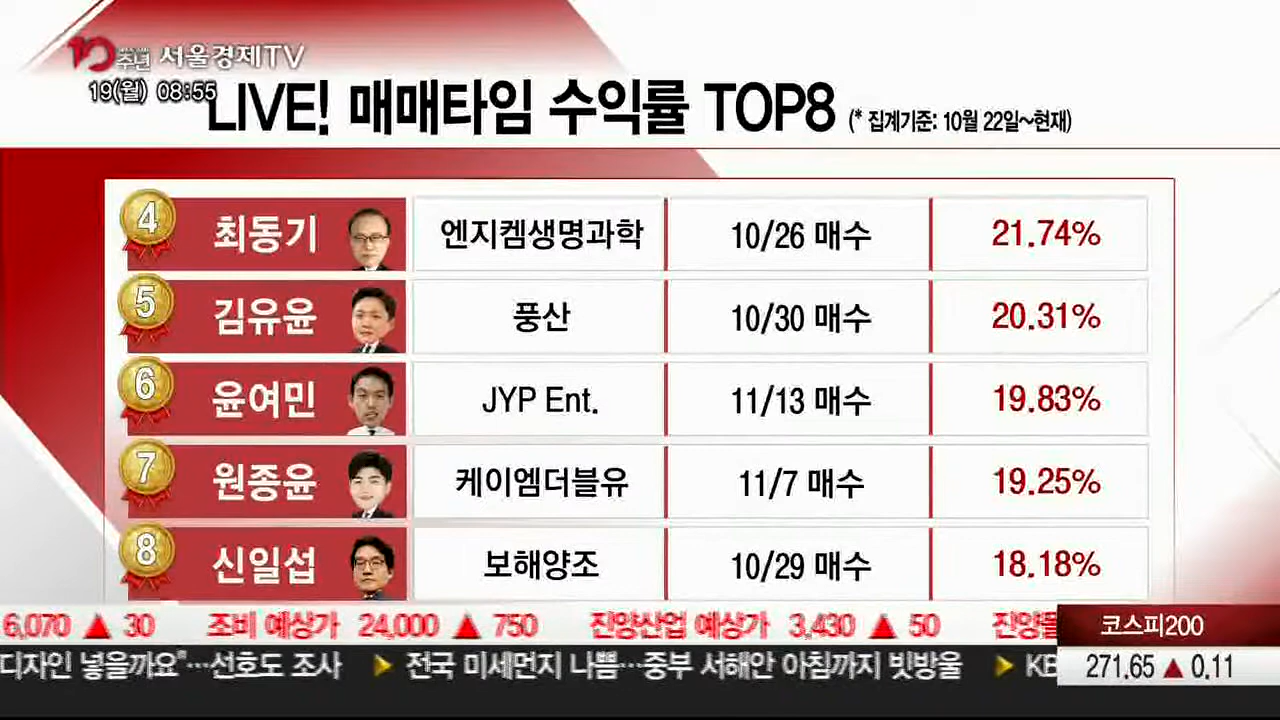 10주년 서울경제TV
19(월) 08:55
LIVE! 매매타임 수익률 TOP8 (* 집계기준: 10월 22일~현재)
4 최동기 엔지켐생명과학 10/26 매수 21.74%
5 김유윤 풍산 10/30 매수 20.31%
6 윤여민 JYP Ent. 11/13 매수 19.83%
7 원종윤 케이엠더블유 11/7 매수 19.25%
8 신일섭 보해양조 10/29 매수 18.18%
6,070 ▲ 30 조비 예상가 24,000 ▲ 750 진양산업 예상가 3,430 ▲ 50 진양
코스피200
디자인 넣을까요"…선호도 조사 ▶ 전국 미세먼지 나쁨…중부 서해안 아침까지 빗방울 ▶ KB
271.65 ▲ 0.11